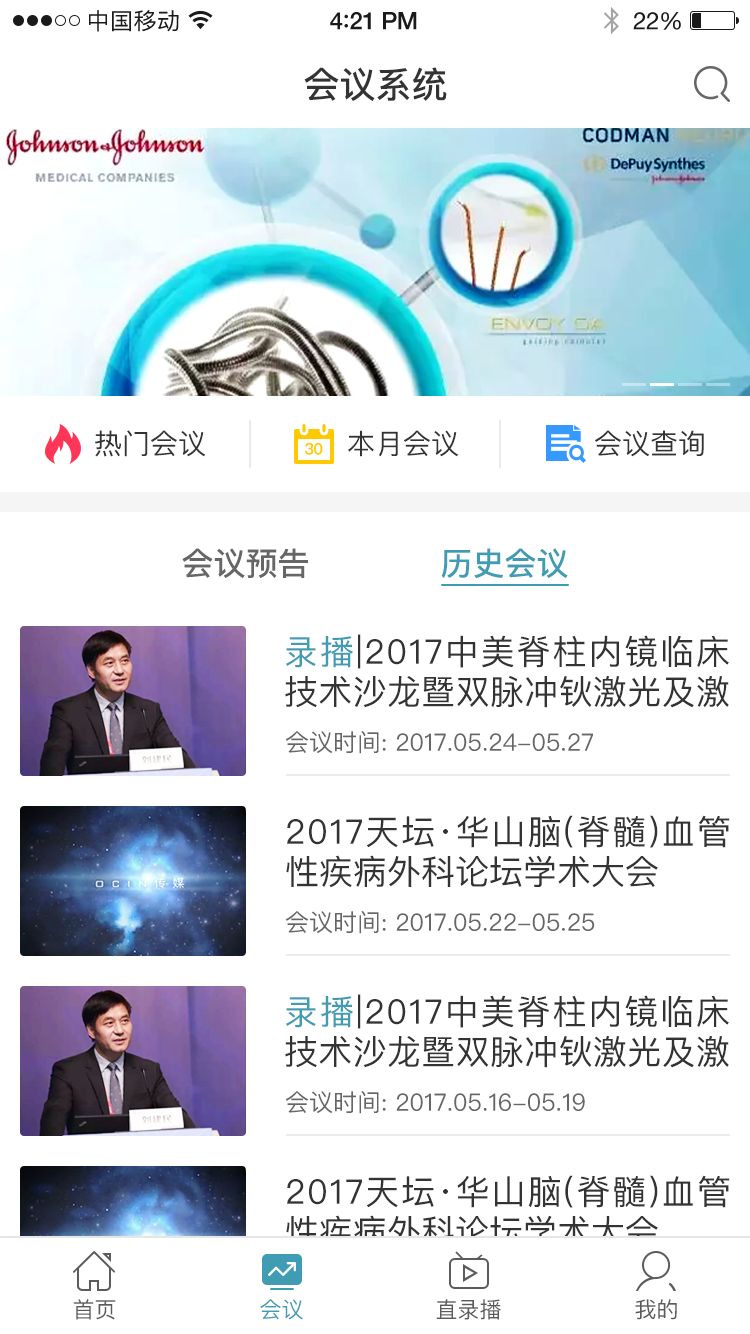 中国移动
4:21 PM
22%
会议系统
Johnson & Johnson
MEDICAL COMPANIES
CODMAN
DePuy Synthes
ENVOY DA
guiding catheter
热门会议
30
本月会议
会议查询
会议预告
历史会议
录播|2017中美脊柱内镜临床
技术沙龙暨双脉冲钬激光及激
会议时间: 2017.05.24-05.27
OCIN传媒
2017天坛·华山脑(脊髓)血管
性疾病外科论坛学术大会
会议时间: 2017.05.22-05.25
录播|2017中美脊柱内镜临床
技术沙龙暨双脉冲钬激光及激
会议时间: 2017.05.16-05.19
2017天坛·华山脑(脊髓)血管
性疾病外科论坛学术大会
首页
会议
直录播
我的